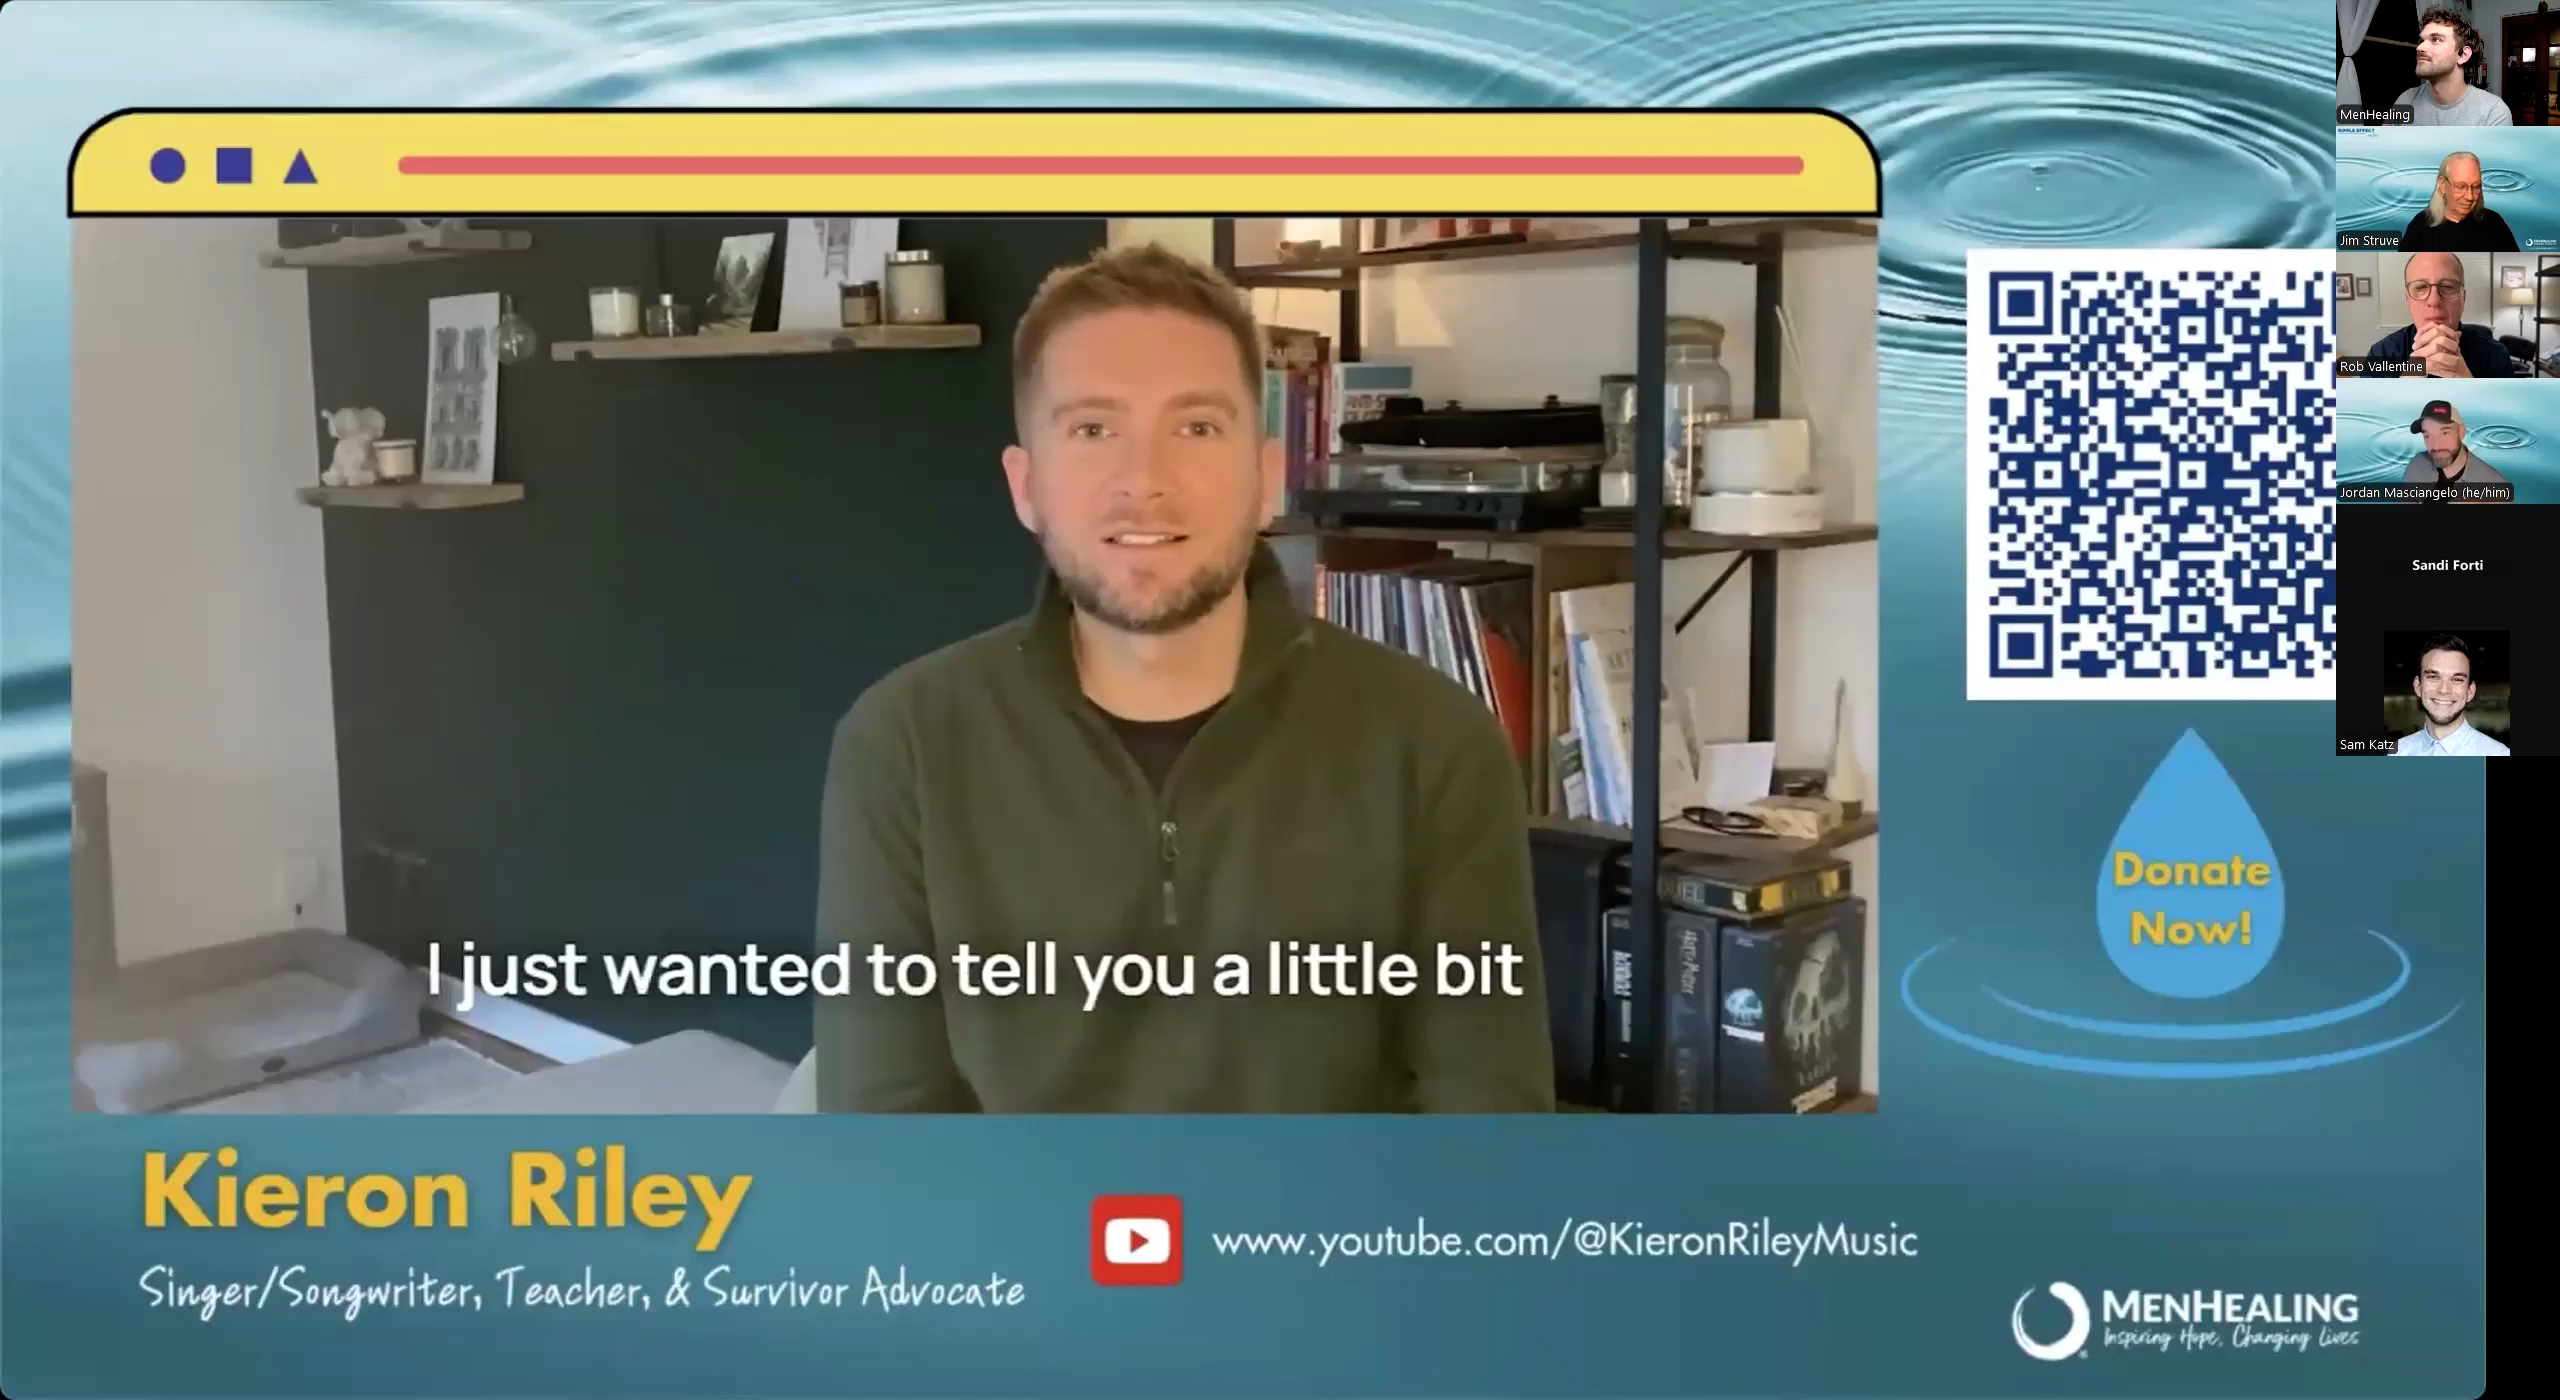 MenHealing
Jim Struve
Rob Vallentine
Jordan Masciangelo (he/him)
Sandi Forti
Sam Katz
I just wanted to tell you a little bit
Donate
Now!
Kieron Riley
Singer/Songwriter, Teacher, & Survivor Advocate
www.youtube.com/@KieronRileyMusic
MENHEALING
Inspiring Hope, Changing Lives